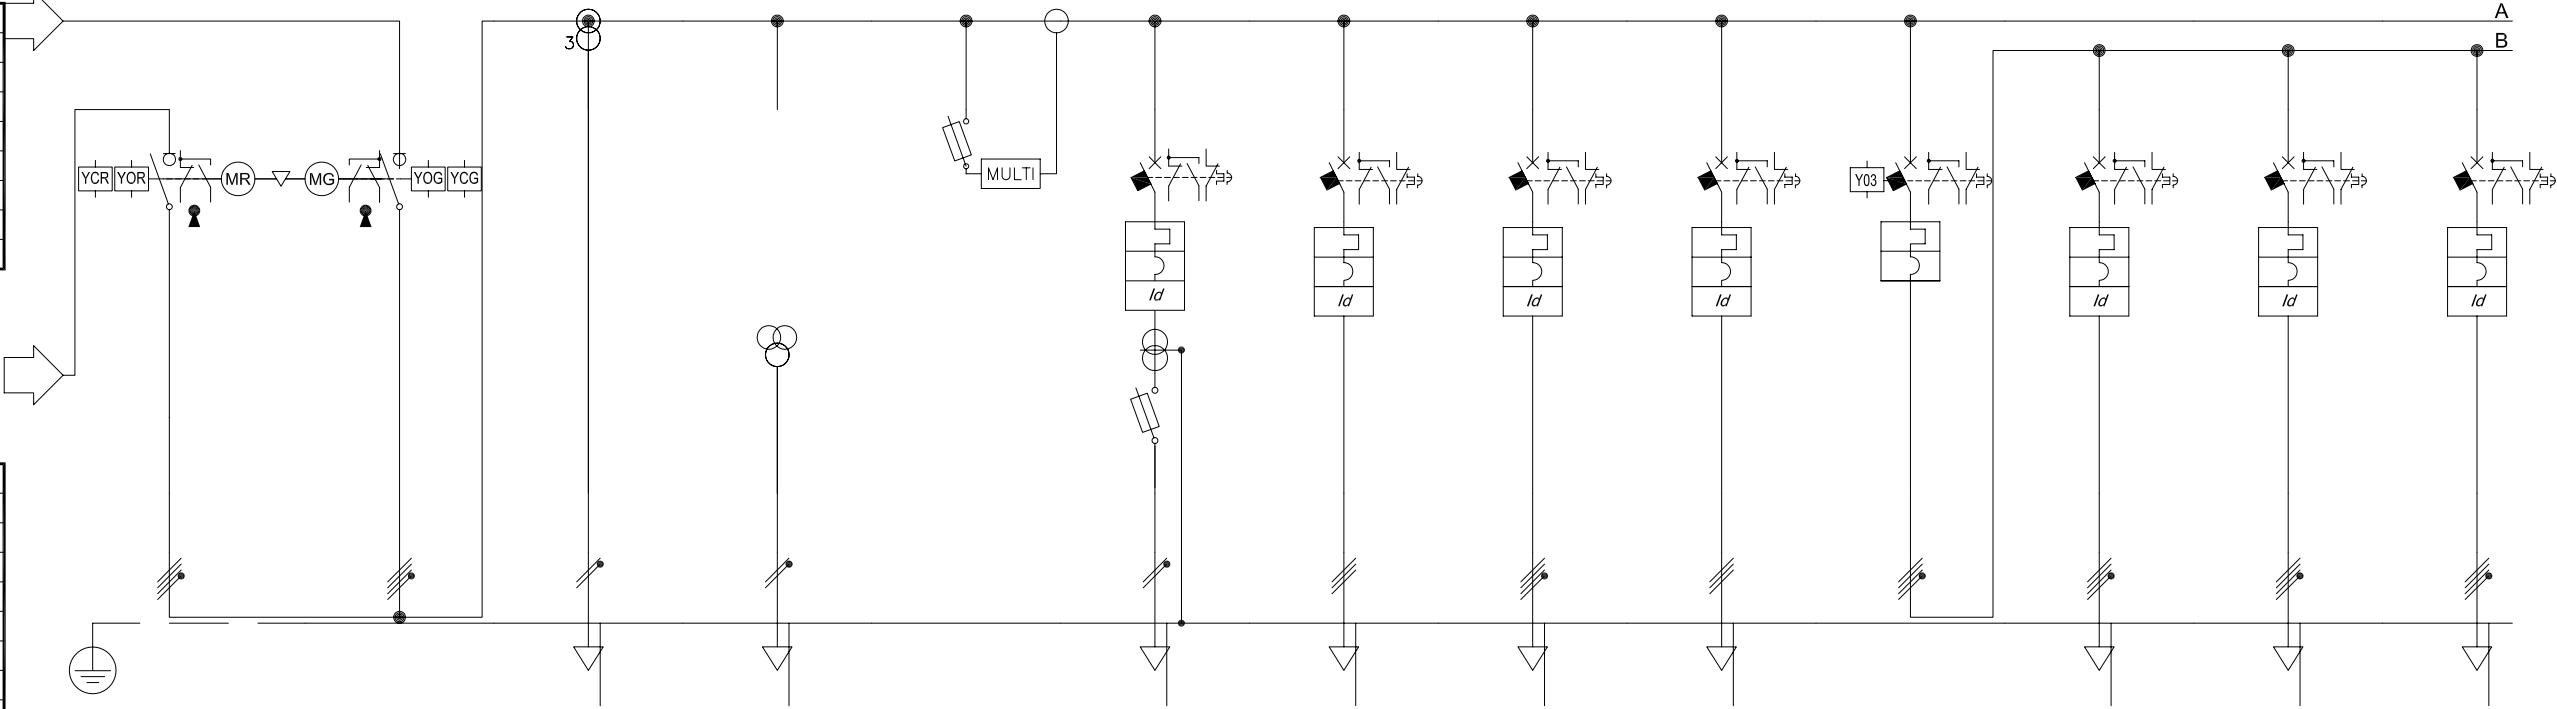 A
B
3
YCR YOR MR MG YOG YCG
MULTI
Y03
Id
Id Id Id Id Id Id